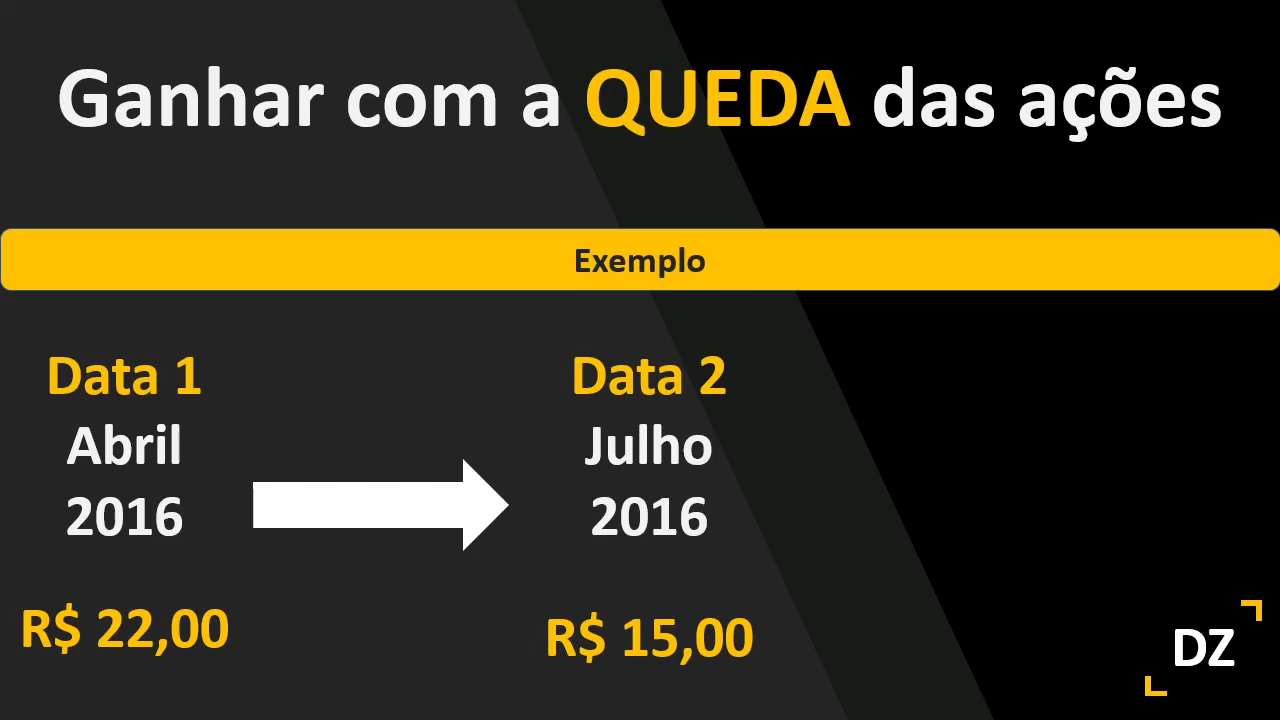 Ganhar com a QUEDA das ações
Exemplo
Data 1
Abril
2016
R$ 22,00
Data 2
Julho
2016
R$ 15,00
DZ